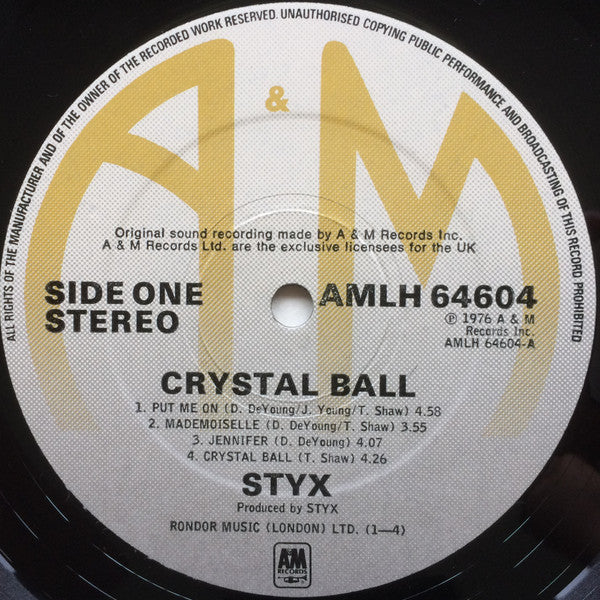 ALL RIGHTS OF THE MANUFACTURER AND OF THE OWNER OF THE RECORDED WORK RESERVED. UNAUTHORISED COPYING PUBLIC PERFORMANCE AND BROADCASTING OF THIS RECORD PROHIBITED
A & M
Original sound recording made by A & M Records Inc.
A & M Records Ltd. are the exclusive licensees for the UK
SIDE ONE
STEREO
AMLH 64604
℗ 1976 A & M
Records Inc.
AMLH 64604-A
CRYSTAL BALL
1. PUT ME ON (D. DeYoung/J. Young/T. Shaw) 4.58
2. MADEMOISELLE (D. DeYoung/T. Shaw) 3.55
3. JENNIFER (D. DeYoung) 4.07
4. CRYSTAL BALL (T. Shaw) 4.26
STYX
Produced by STYX
RONDOR MUSIC (LONDON) LTD. (1—4)
AM
RECORDS